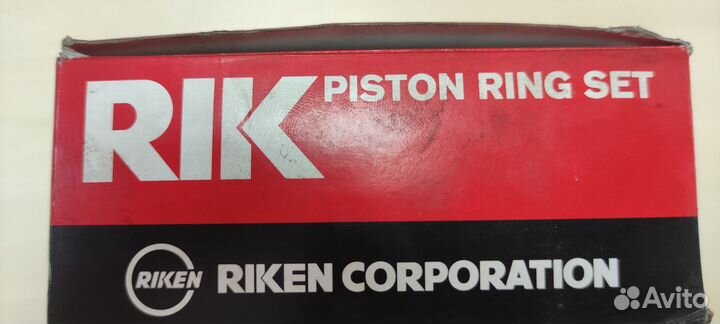 RIK PISTON RING SET
RIKEN RIKEN CORPORATION
Avito